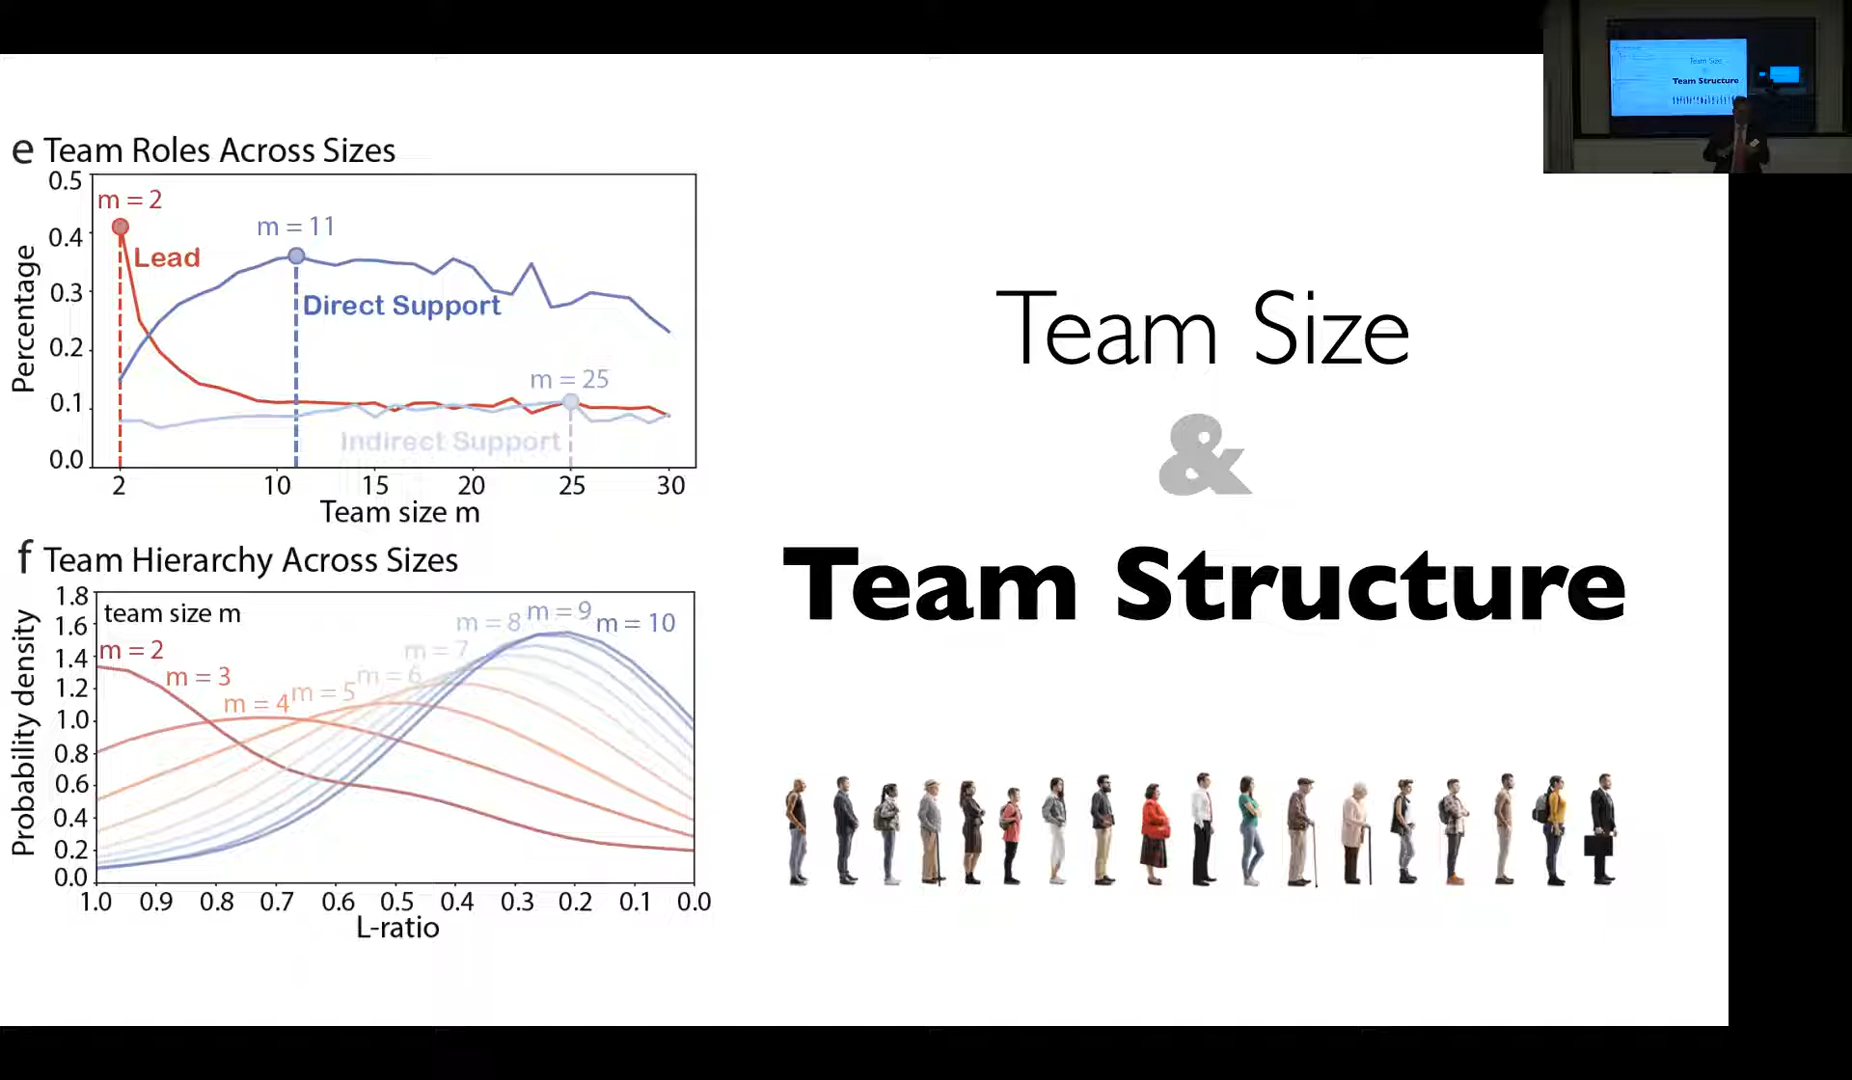 e Team Roles Across Sizes
0.5
0.4
0.3
0.2
0.1
0.0
Percentage
m = 2
Lead
m = 11
Direct Support
m = 25
Indirect Support
2 10 15 20 25 30
Team size m
f Team Hierarchy Across Sizes
1.8
1.6
1.4
1.2
1.0
0.8
0.6
0.4
0.2
0.0
Probability density
team size m
m = 2
m = 3
m = 4
m = 5
m = 6
m = 7
m = 8
m = 9
m = 10
1.0 0.9 0.8 0.7 0.6 0.5 0.4 0.3 0.2 0.1 0.0
L-ratio
Team Size
&
Team Structure
Team Size
Team Structure